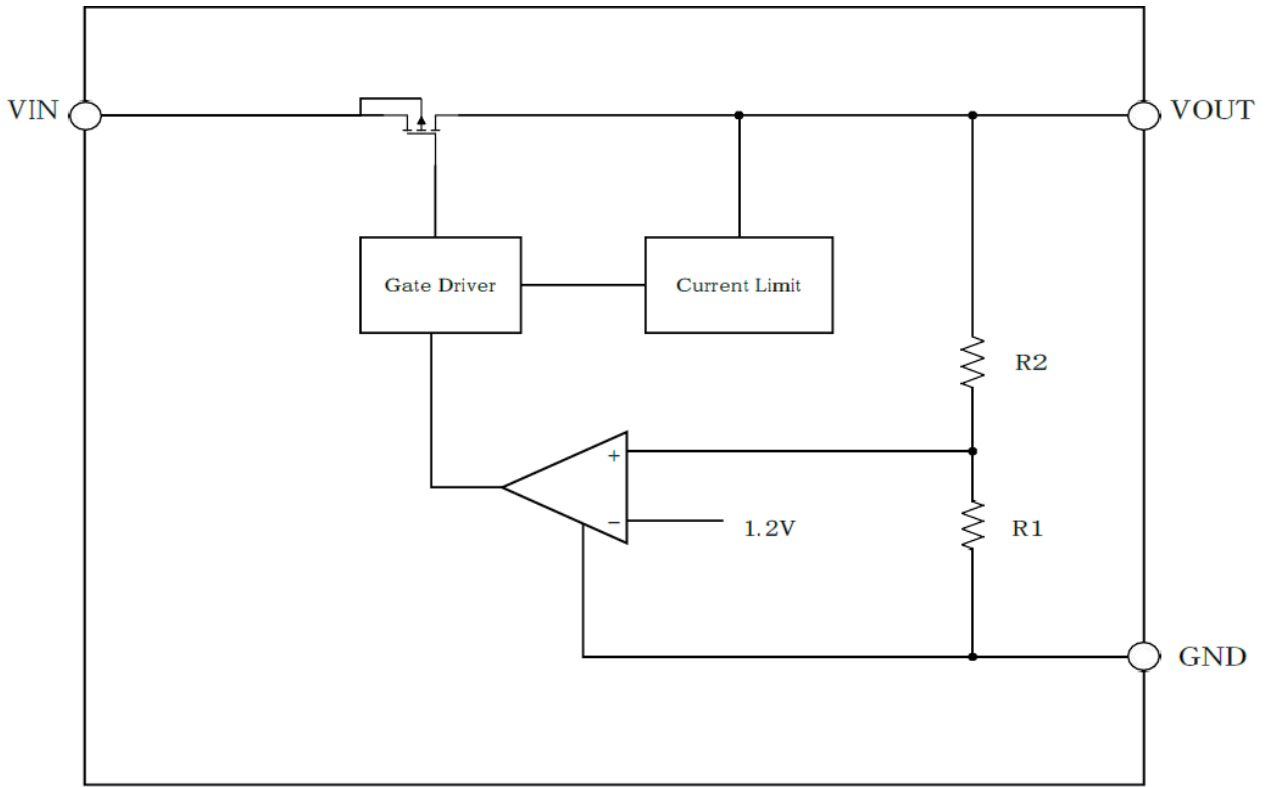 VIN
VOUT
Gate Driver
Current Limit
R2
+
−
1.2V
R1
GND